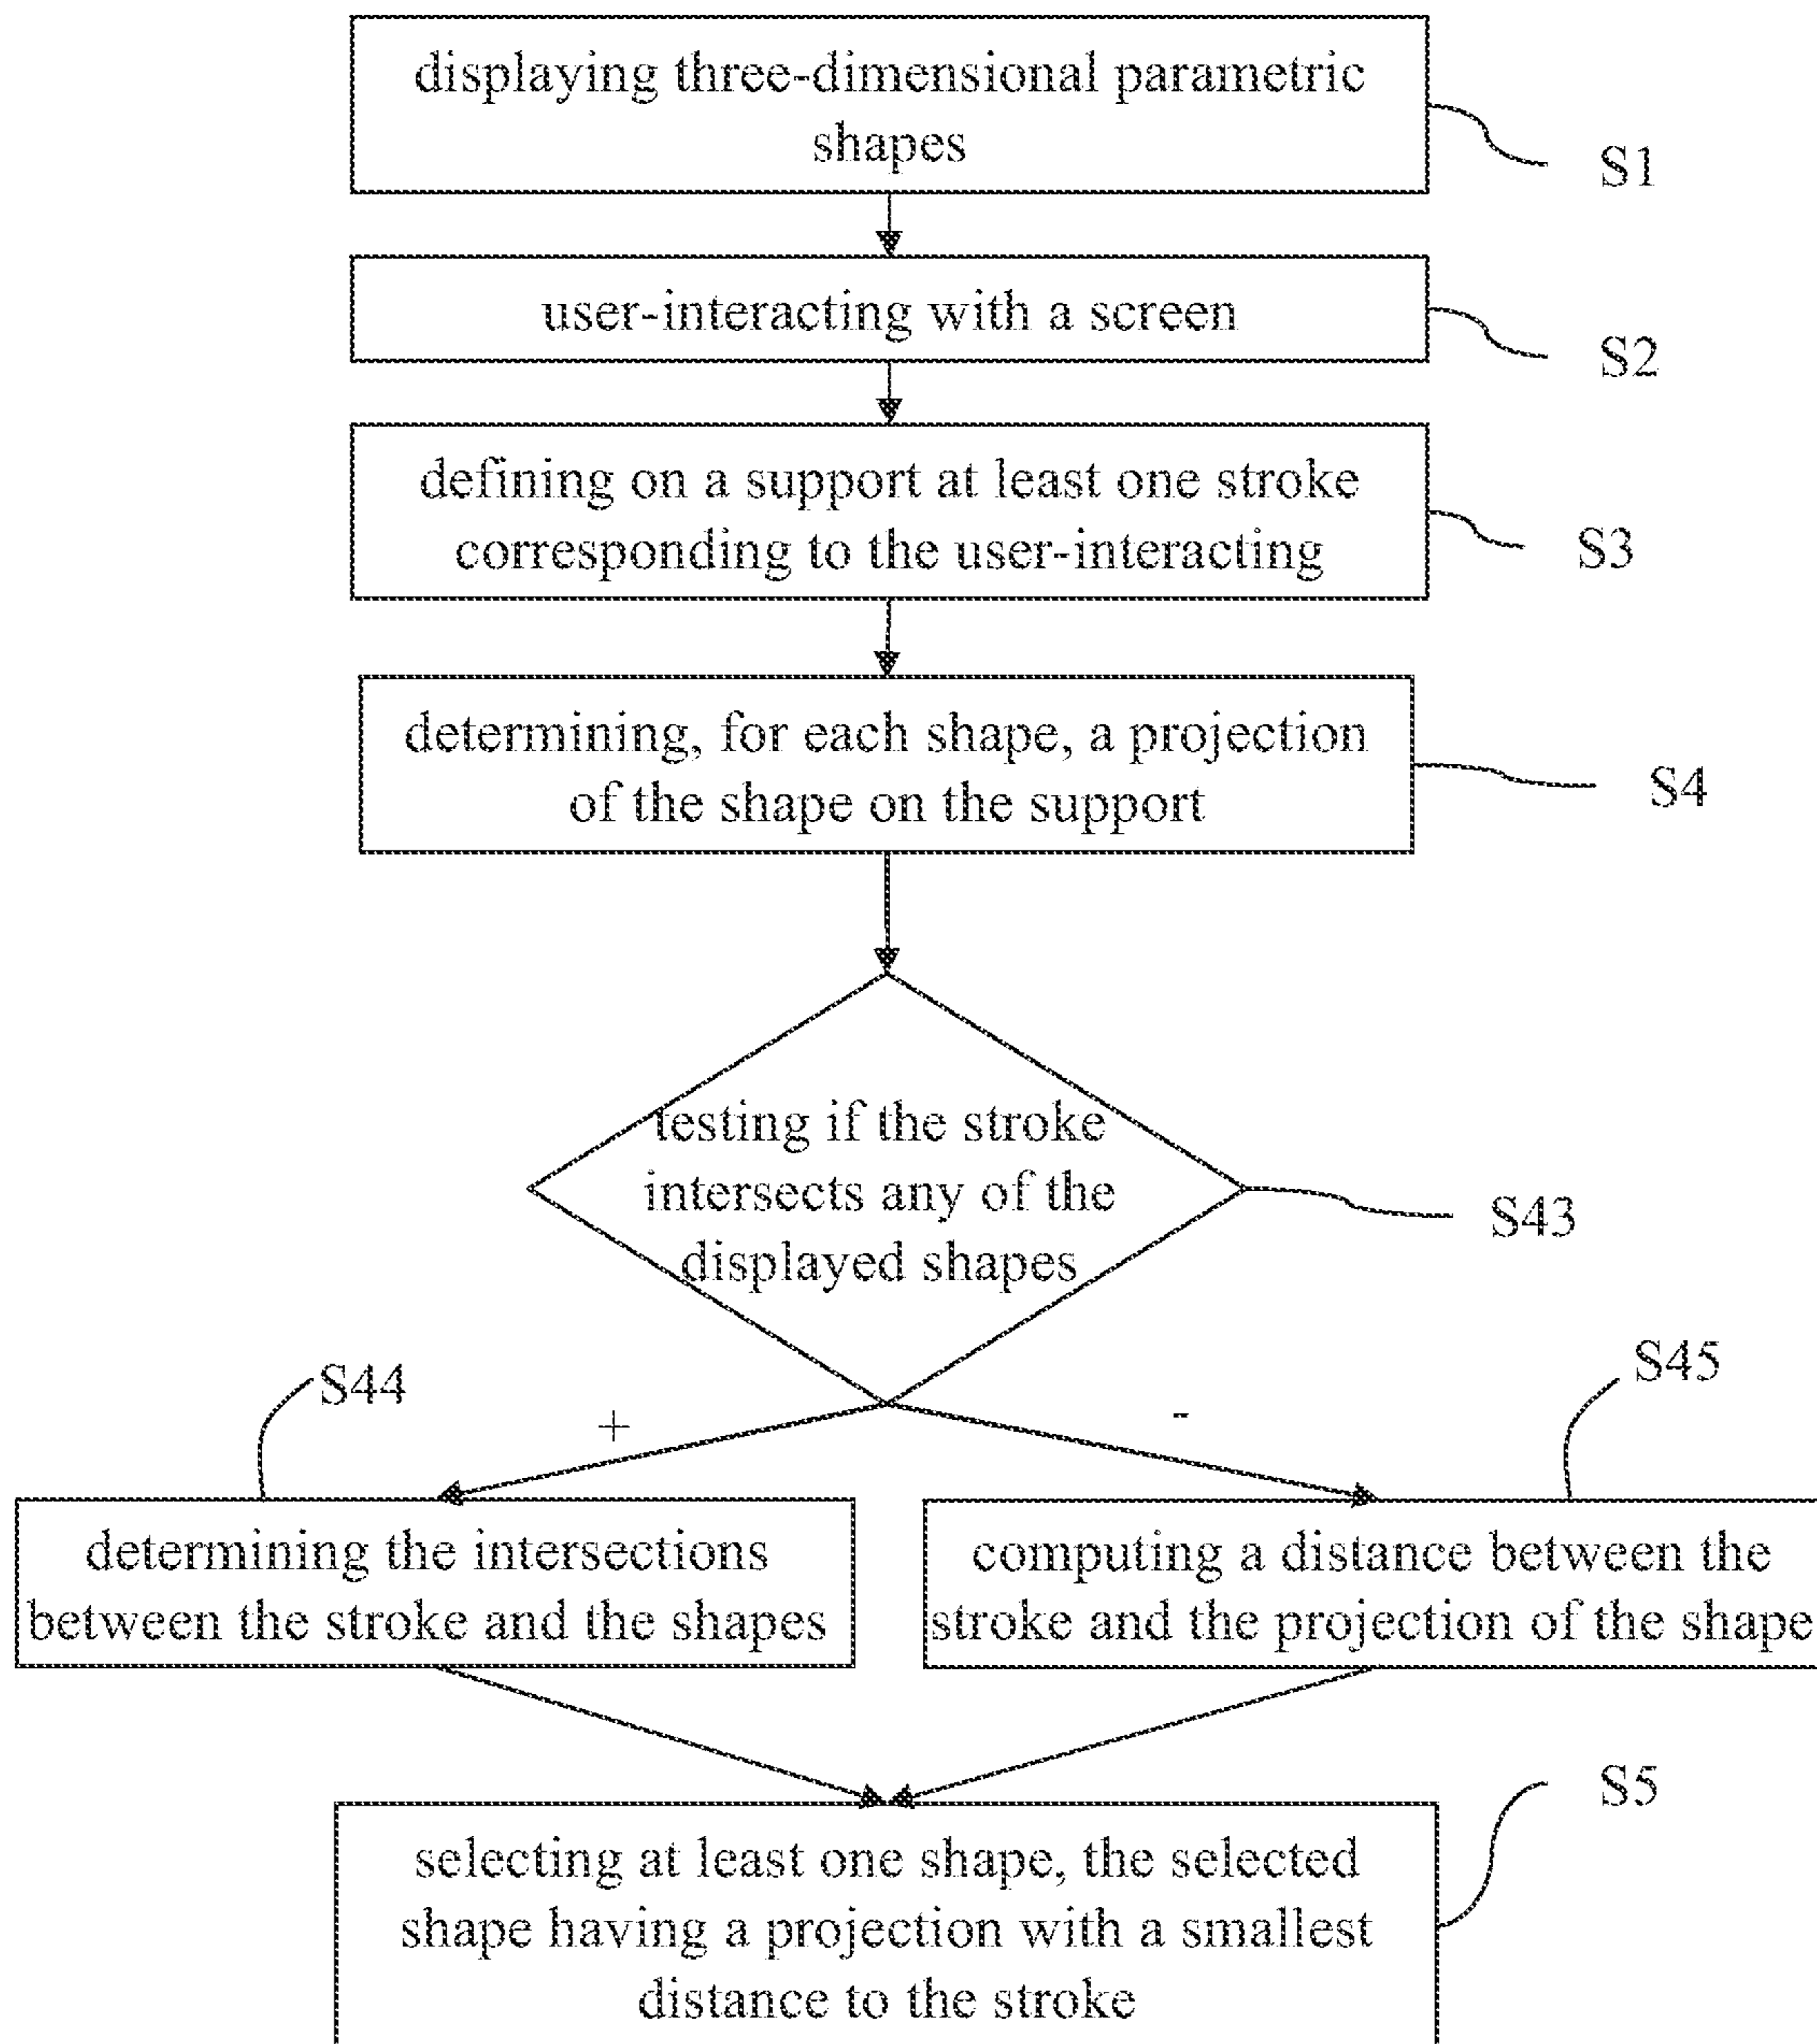 displaying three-dimensional parametric
shapes
S1
user-interacting with a screen
S2
defining on a support at least one stroke
corresponding to the user-interacting
S3
determining, for each shape, a projection
of the shape on the support
S4
testing if the stroke
intersects any of the
displayed shapes
S43
S44
+
-
S45
determining the intersections
between the stroke and the shapes
computing a distance between the
stroke and the projection of the shape
S5
selecting at least one shape, the selected
shape having a projection with a smallest
distance to the stroke